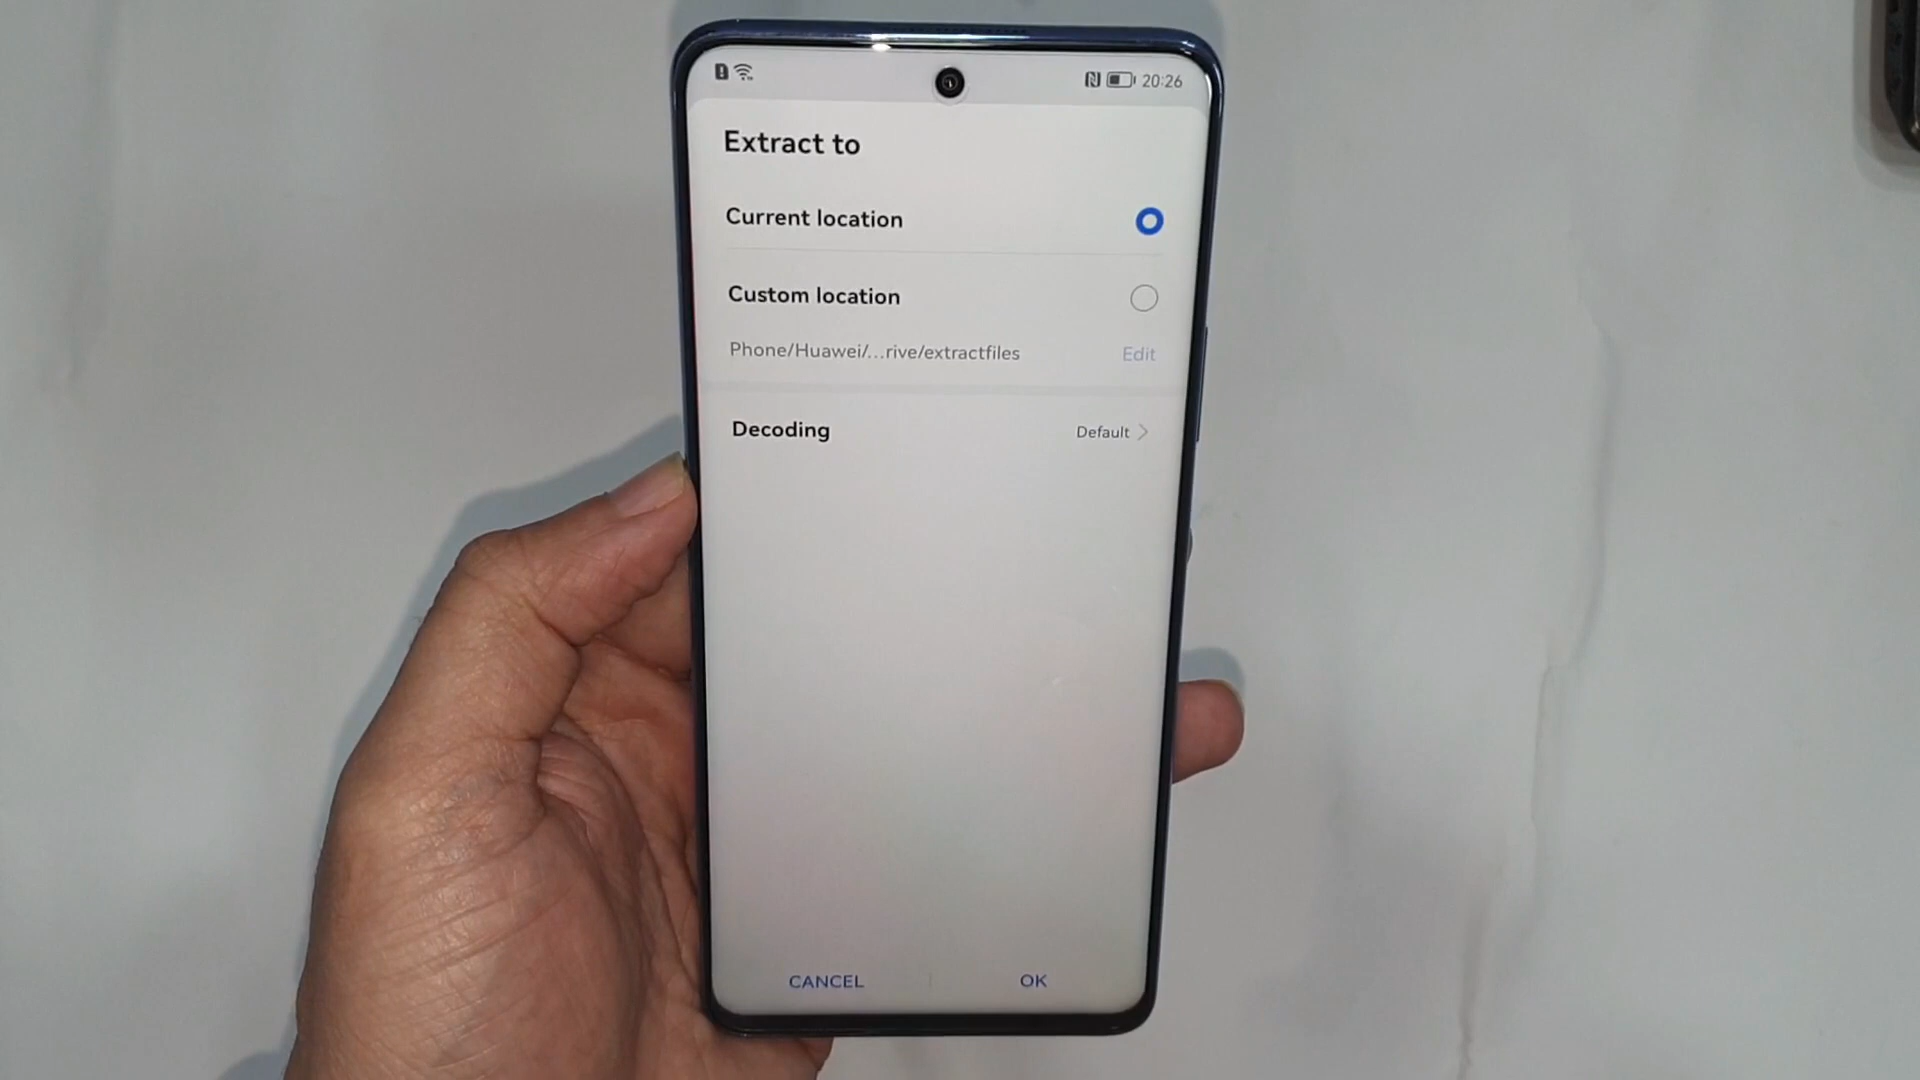 20:26
Extract to
Current location
Custom location
Phone/Huawei/...rive/extractfiles
Edit
Decoding
Default
CANCEL
OK